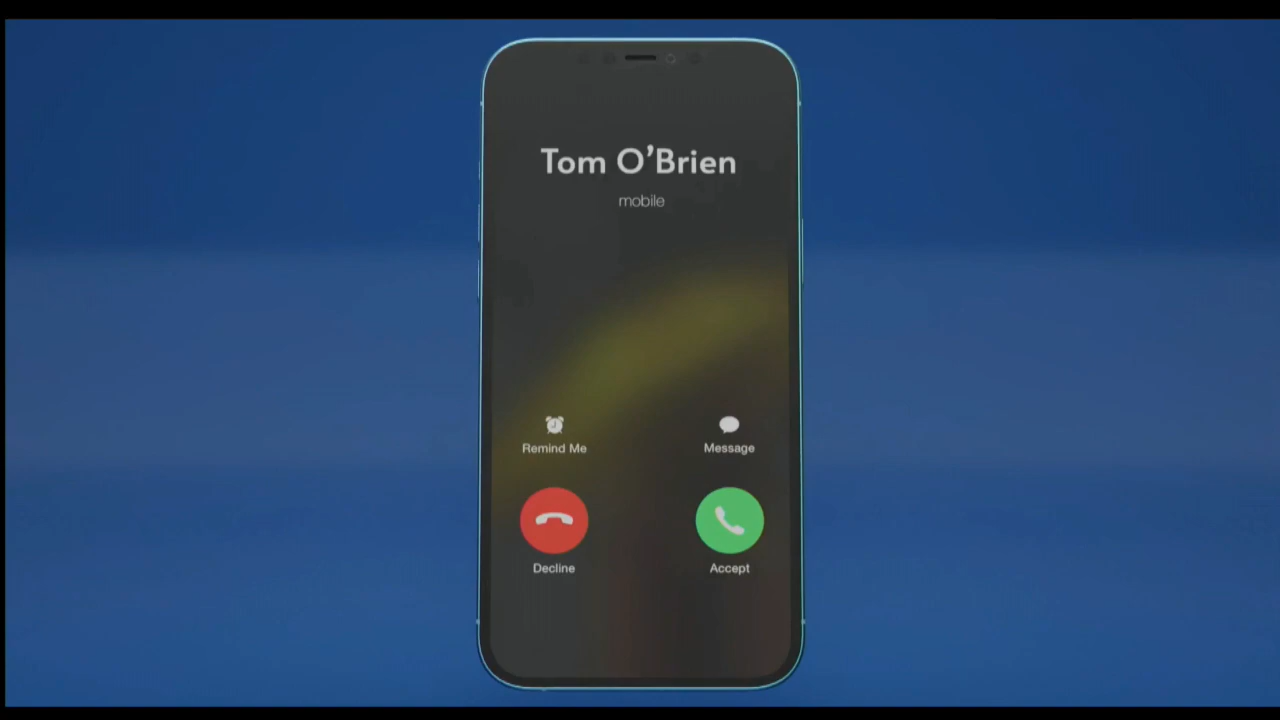 Tom O’Brien
mobile
Remind Me
Message
Decline
Accept